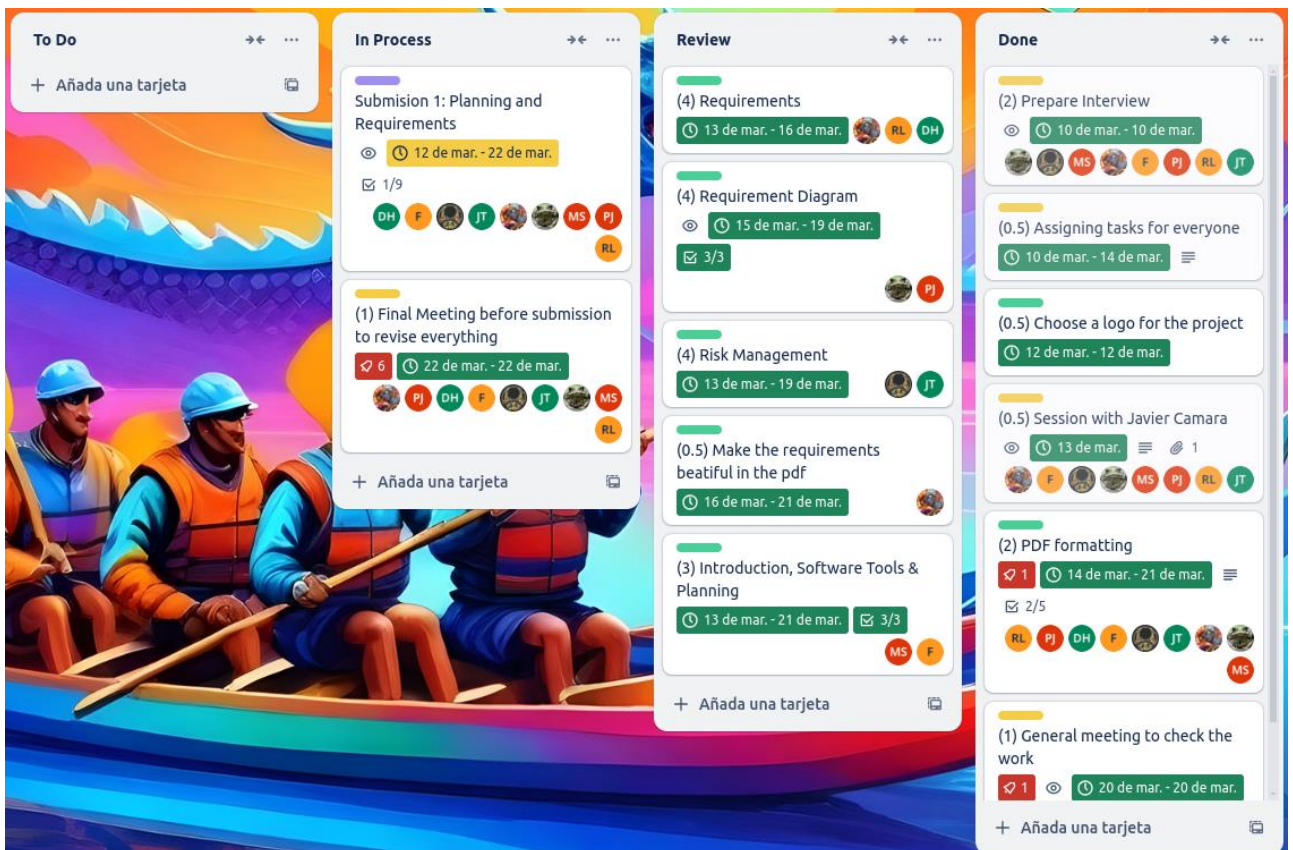 To Do
Añada una tarjeta
In Process
Submision 1: Planning and
Requirements
12 de mar. - 22 de mar.
1/9
DH F JT MS PJ
RL
(1) Final Meeting before submission
to revise everything
6 22 de mar. - 22 de mar.
PJ DH F JT MS
RL
Añada una tarjeta
Review
(4) Requirements
13 de mar. - 16 de mar. RL DH
(4) Requirement Diagram
15 de mar. - 19 de mar.
3/3
PJ
(4) Risk Management
13 de mar. - 19 de mar. JT
(0.5) Make the requirements
beatiful in the pdf
16 de mar. - 21 de mar.
(3) Introduction, Software Tools &
Planning
13 de mar. - 21 de mar. 3/3
MS F
Añada una tarjeta
Done
(2) Prepare Interview
10 de mar. - 10 de mar.
MS F PJ RL JT
(0.5) Assigning tasks for everyone
10 de mar. - 14 de mar.
(0.5) Choose a logo for the project
12 de mar. - 12 de mar.
(0.5) Session with Javier Camara
13 de mar. 1
F MS PJ RL JT
(2) PDF formatting
1 14 de mar. - 21 de mar.
2/5
RL PJ DH F JT
MS
(1) General meeting to check the
work
1 20 de mar. - 20 de mar.
Añada una tarjeta